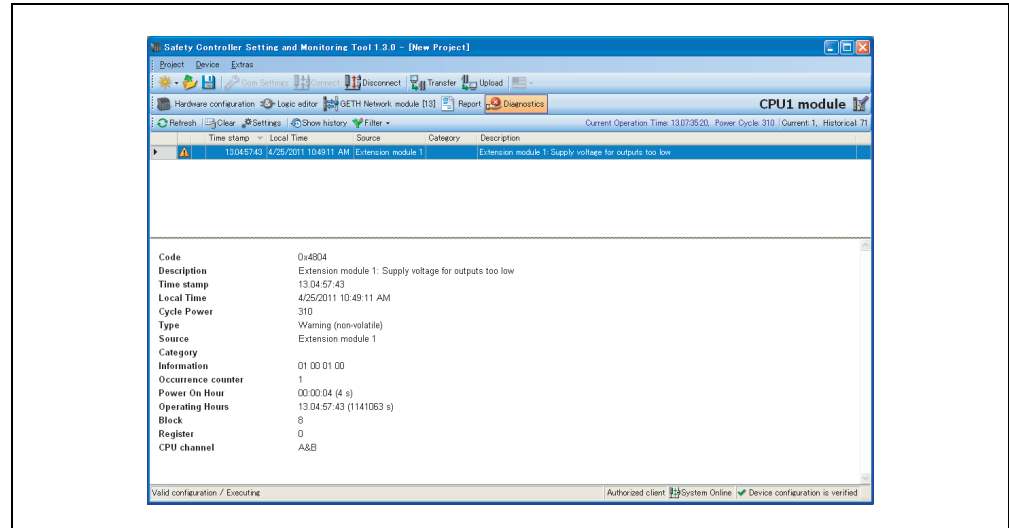 Safety Controller Setting and Monitoring Tool 1.3.0 - [New Project]
Project Device Extras
Com Settings Connect Disconnect Transfer Upload
Hardware configuration Logic editor GETH Network module [13] Report Diagnostics CPU1 module
Refresh Clear Settings Show history Filter Current Operation Time: 13.07:35:20, Power Cycle: 310 Current: 1, Historical: 71
Time stamp Local Time Source Category Description
13.04:57:43 4/25/2011 10:49:11 AM Extension module 1 Extension module 1: Supply voltage for outputs too low
Code 0x4804
Description Extension module 1: Supply voltage for outputs too low
Time stamp 13.04:57:43
Local Time 4/25/2011 10:49:11 AM
Cycle Power 310
Type Warning (non-volatile)
Source Extension module 1
Category
Information 01 00 01 00
Occurrence counter 1
Power On Hour 00:00:04 (4 s)
Operating Hours 13.04:57:43 (1141063 s)
Block 8
Register 0
CPU channel A&B
Valid configuration / Executing Authorized client System Online Device configuration is verified